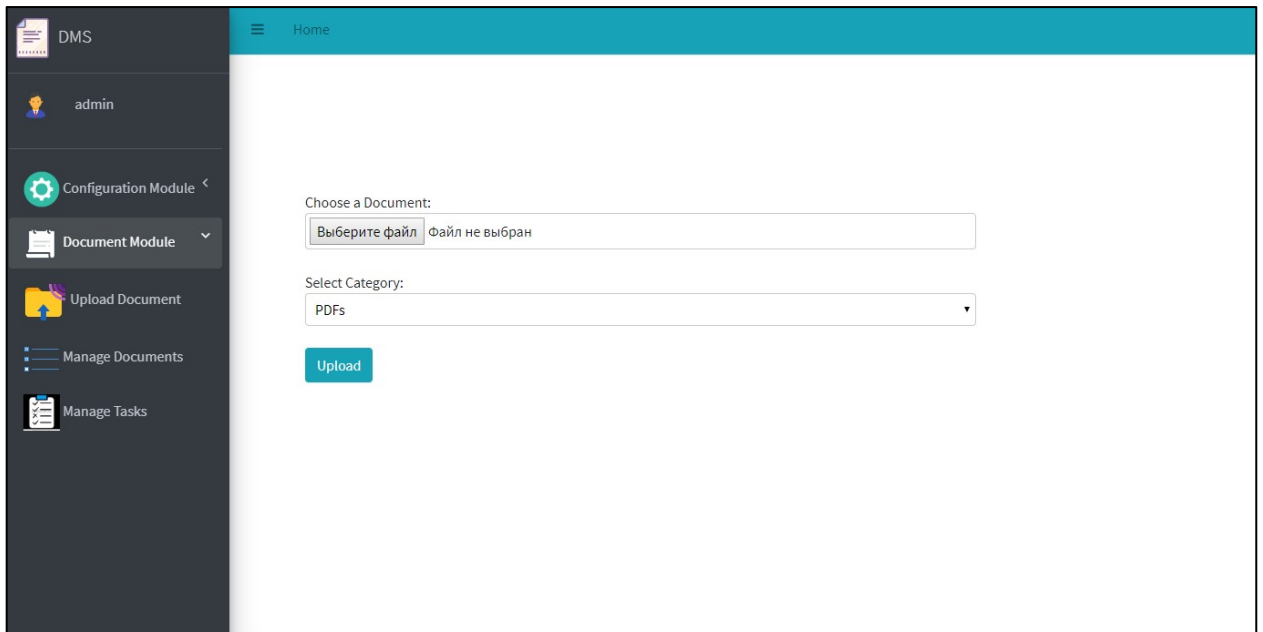 DMS
Home
admin
Configuration Module
Document Module
Upload Document
Manage Documents
Manage Tasks
Choose a Document:
Выберите файл Файл не выбран
Select Category:
PDFs
Upload